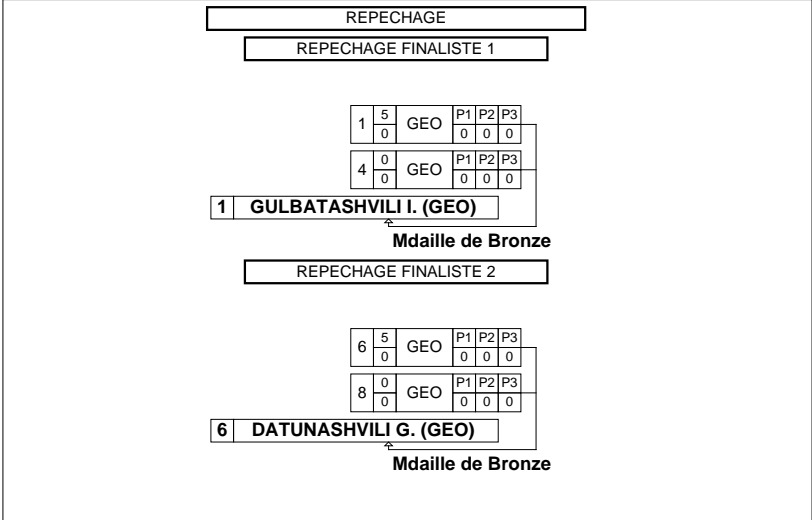 REPECHAGE
REPECHAGE FINALISTE 1
1 5 GEO P1 P2 P3
0 0 0 0
4 0 GEO P1 P2 P3
0 0 0 0
1 GULBATASHVILI I. (GEO)
Mdaille de Bronze
REPECHAGE FINALISTE 2
6 5 GEO P1 P2 P3
0 0 0 0
8 0 GEO P1 P2 P3
0 0 0 0
6 DATUNASHVILI G. (GEO)
Mdaille de Bronze